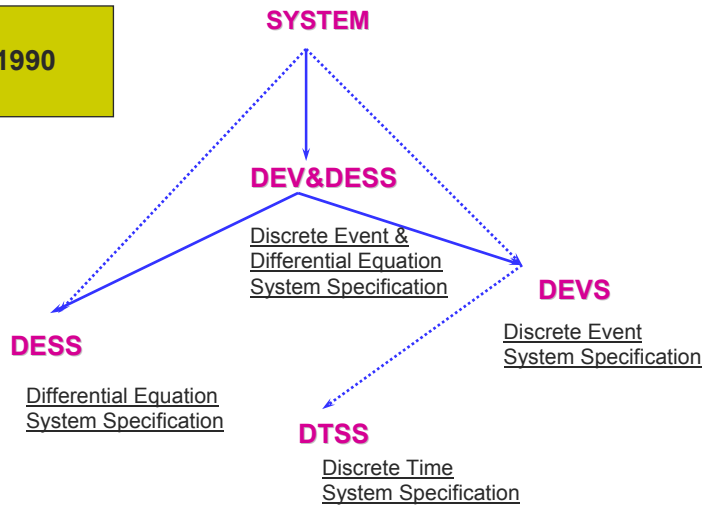 SYSTEM
1990
DEV&DESS
Discrete Event &
Differential Equation
System Specification
DEVS
Discrete Event
System Specification
DESS
Differential Equation
System Specification
DTSS
Discrete Time
System Specification